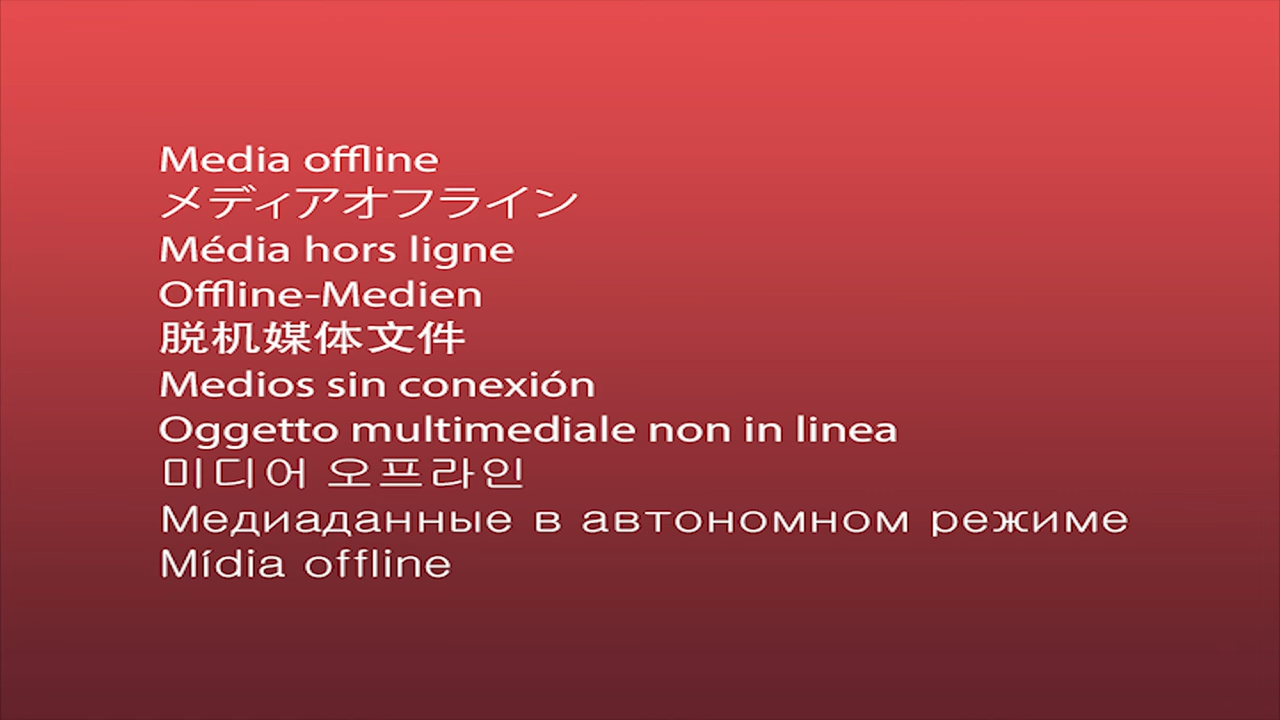 Media offline
メディアオフライン
Média hors ligne
Offline-Medien
脱机媒体文件
Medios sin conexión
Oggetto multimediale non in linea
미디어 오프라인
Медиаданные в автономном режиме
Mídia offline